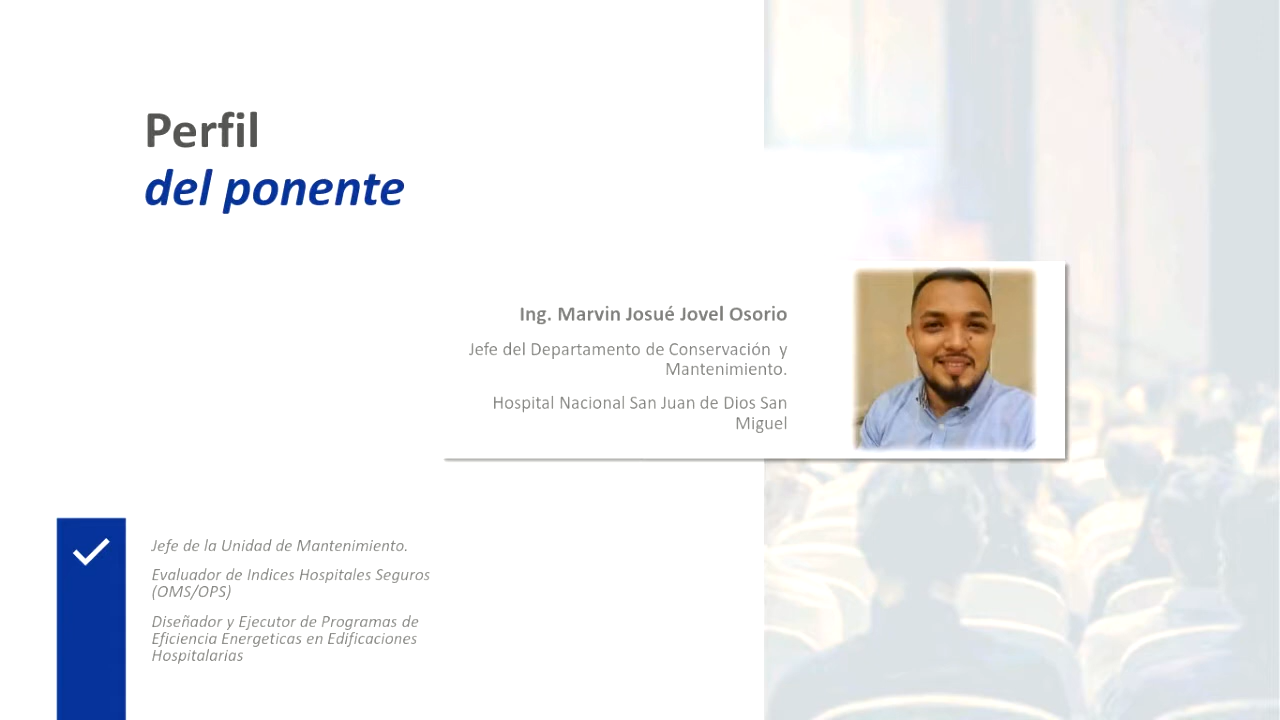 Perfil
del ponente
Ing. Marvin Josué Jovel Osorio
Jefe del Departamento de Conservación y
Mantenimiento.
Hospital Nacional San Juan de Dios San
Miguel
Jefe de la Unidad de Mantenimiento.
Evaluador de Indices Hospitales Seguros
(OMS/OPS)
Diseñador y Ejecutor de Programas de
Eficiencia Energeticas en Edificaciones
Hospitalarias